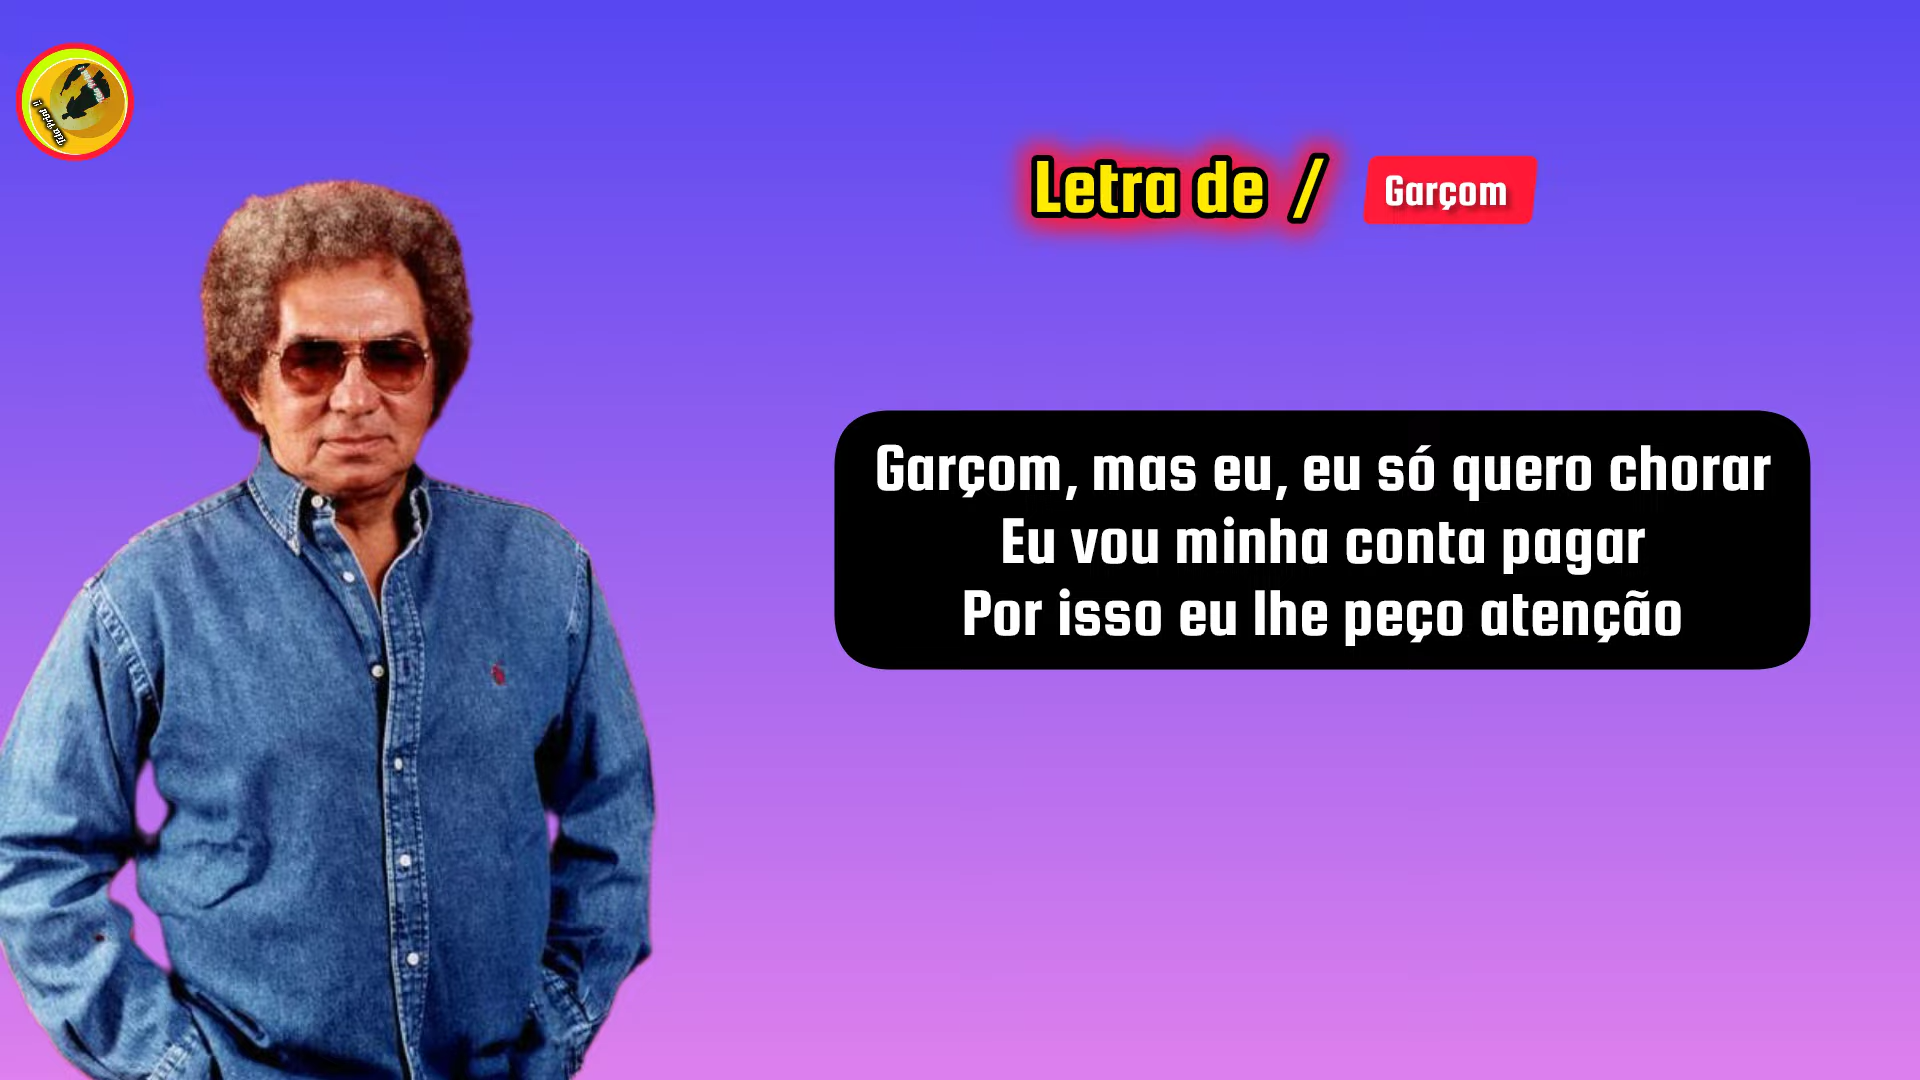 Letra de / Garçom
Garçom, mas eu, eu só quero chorar
Eu vou minha conta pagar
Por isso eu lhe peço atenção